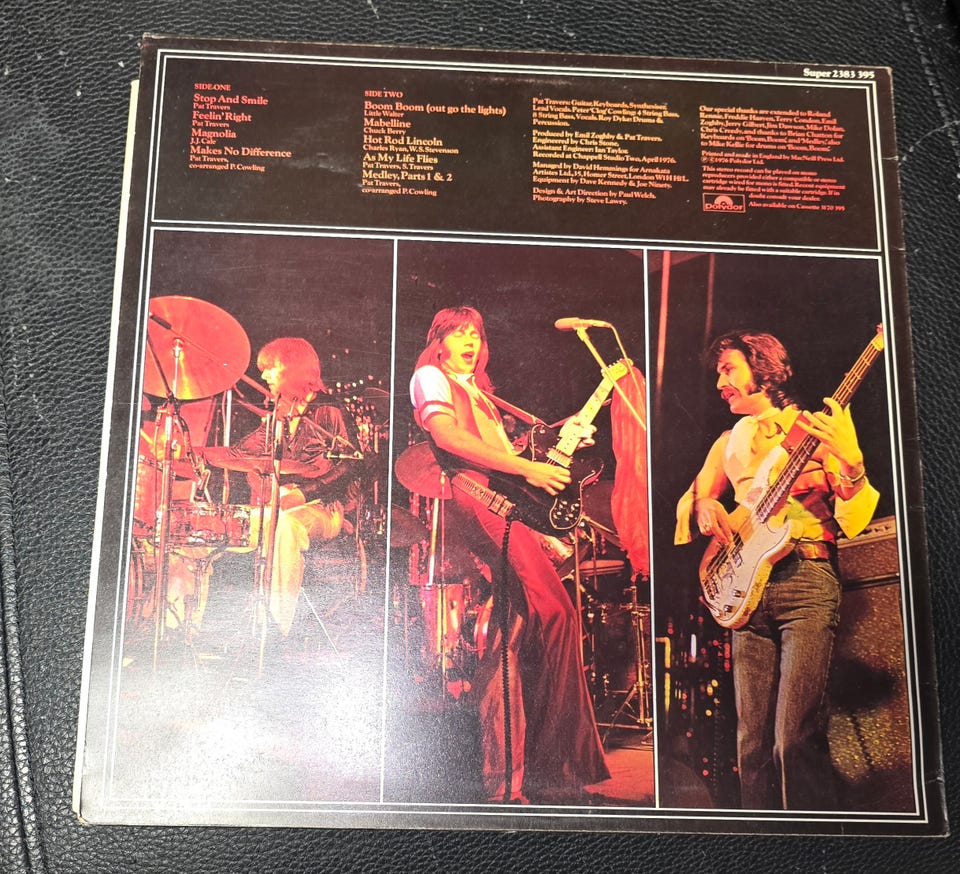 Super 2383 395
SIDE ONE
Stop And Smile
Pat Travers
Feelin' Right
Pat Travers
Magnolia
J.J. Cale
Makes No Difference
Pat Travers,
co-arranged P. Cowling
SIDE TWO
Boom Boom (out go the lights)
Little Walter
Mabelline
Chuck Berry
Hot Rod Lincoln
Charles Ryan, W.S. Stevenson
As My Life Flies
Pat Travers, S. Travers
Medley, Parts 1 & 2
Pat Travers,
co-arranged P. Cowling
Pat Travers: Guitar, Keyboards, Synthesiser,
Lead Vocals. Peter 'Cley' Cowling: 4 String Bass,
8 String Bass, Vocals. Roy Dyke: Drums,
Percussion.
Produced by Emil Zoghby & Pat Travers.
Engineered by Chris Stone.
Assistant Engineer: Ian Taylor.
Recorded at Chappell Studio Two, April 1976.
Managed by David Hemmings for Arnakata
Artistes Ltd., 15, Homer Street, London W1H 1HL.
Equipment by Dave Kennedy & Joe Ninety.
Design & Art Direction by Paul Welch.
Photography by Steve Lawry.
Our special thanks are extended to Roland
Rennie, Freddie Haayen, Terry Condon, Emil
Zoghby, Jerry Gilbert, Jim Dawson, Mike Dolan,
Chris Creedy, and thanks to Brian Chatton for
Keyboards on 'Boom, Boom', and 'Medley', also
to Mike Kellie for drums on 'Boom, Boom'.
Printed and made in England by MacNeill Press Ltd.
℗ © 1976 Polydor Ltd.
This stereo record can be played on mono
reproducers provided either a compatible or stereo
cartridge wired for mono is fitted. Recent equipment
may already be fitted with a suitable cartridge. If in
doubt consult your dealer.
Also available on Cassette 3170 395
polydor